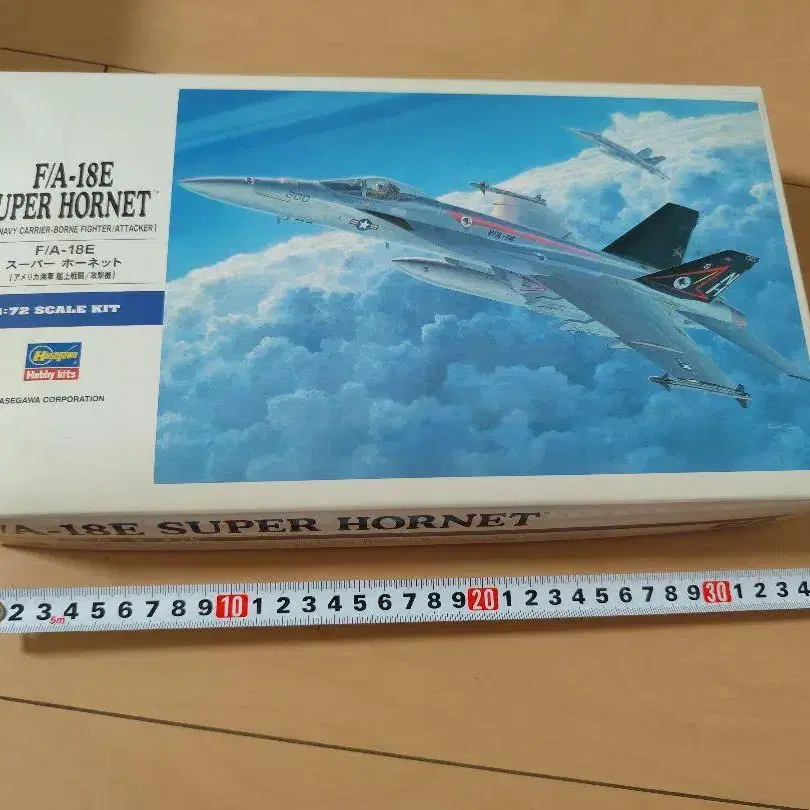 F/A-18E
UPER HORNET™
NAVY CARRIER-BORNE FIGHTER/ATTACKER]
F/A-18E
スーパー ホーネット
[アメリカ海軍 艦上戦闘/攻撃機]
1:72 SCALE KIT
Hasegawa
Hobby kits
ASEGAWA CORPORATION
200
VFA-14
/A-18E SUPER HORNET™
2 3 4 5 6 7 8 9 10 1 2 3 4 5 6 7 8 9 20 1 2 3 4 5 6 7 8 9 30 1 2 3 4
5m